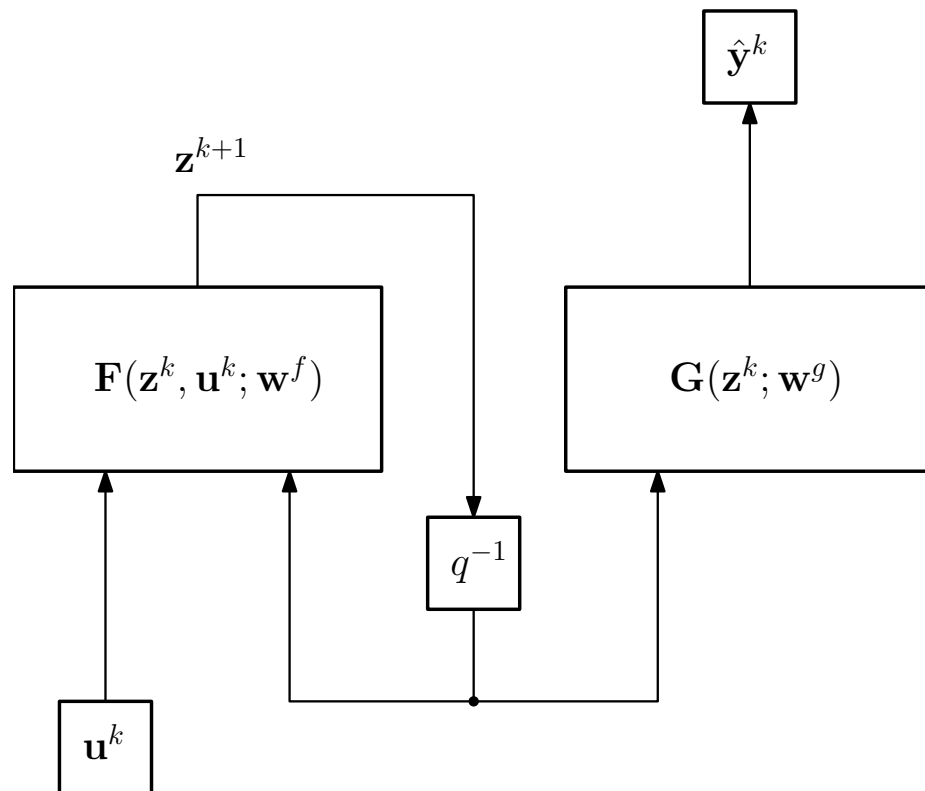 ŷ^k
z^{k+1}
F(z^k, u^k; w^f)
G(z^k; w^g)
q^{−1}
u^k